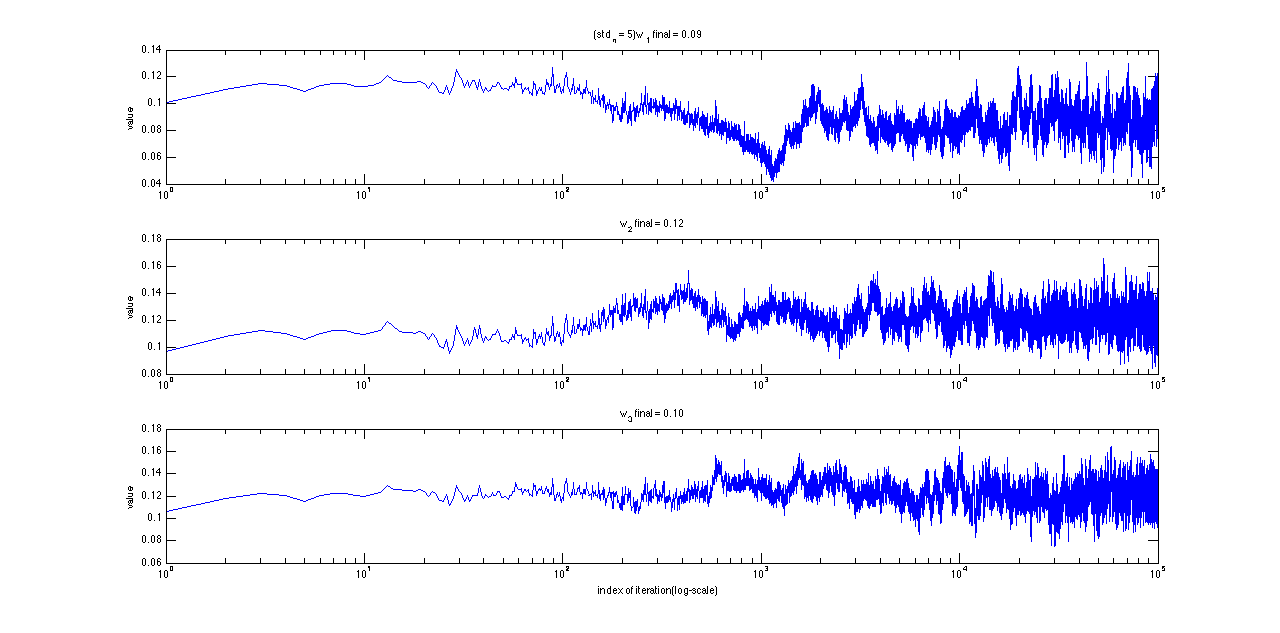 (std_η = 5)w_1 final = 0.09
0.14
0.12
0.1
0.08
0.06
0.04
value
10^0 10^1 10^2 10^3 10^4 10^5
w_2 final = 0.12
0.18
0.16
0.14
0.12
0.1
0.08
value
10^0 10^1 10^2 10^3 10^4 10^5
w_3 final = 0.10
0.18
0.16
0.14
0.12
0.1
0.08
0.06
value
10^0 10^1 10^2 10^3 10^4 10^5
index of iteration(log-scale)